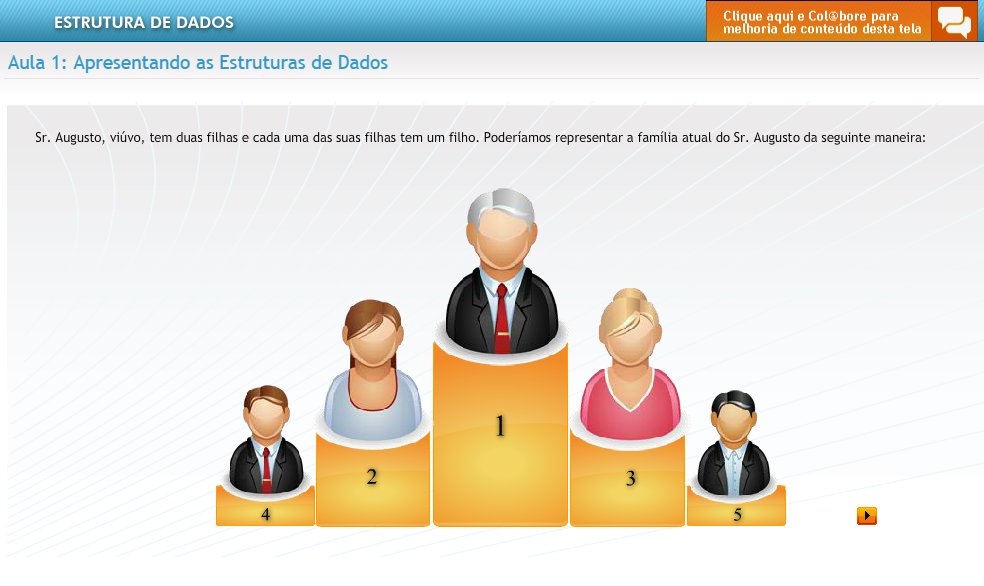 ESTRUTURA DE DADOS
Clique aqui e Col@bore para
melhoria de conteúdo desta tela
Aula 1: Apresentando as Estruturas de Dados
Sr. Augusto, viúvo, tem duas filhas e cada uma das suas filhas tem um filho. Poderíamos representar a família atual do Sr. Augusto da seguinte maneira:
1
2
3
4
5